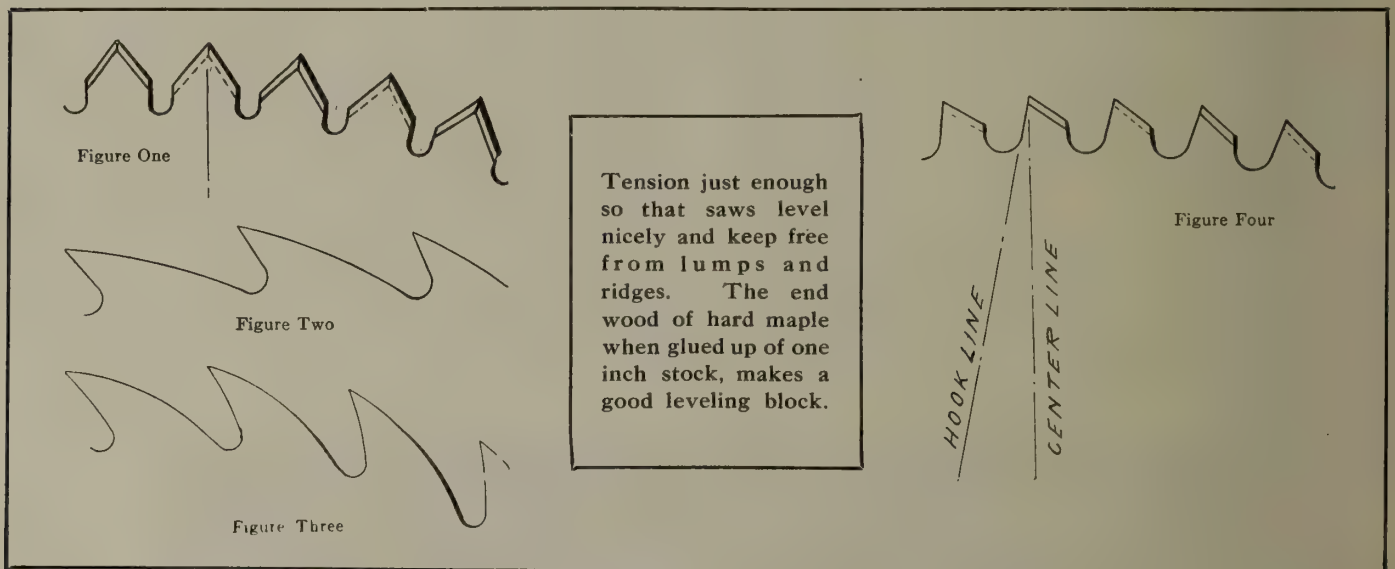 Figure One
Figure Two
Figure Three
Tension just enough
so that saws level
nicely and keep free
from lumps and
ridges. The end
wood of hard maple
when glued up of one
inch stock, makes a
good leveling block.
Figure Four
HOOK LINE
CENTER LINE